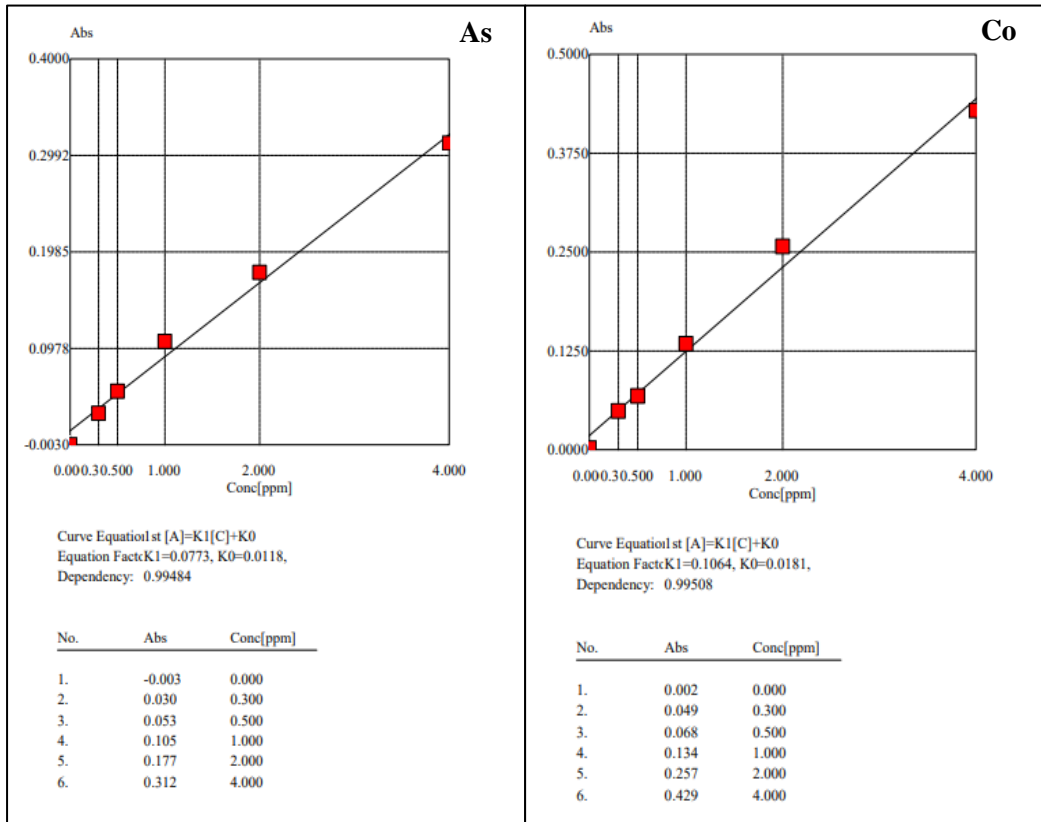 Abs
As
0.4000
0.2992
0.1985
0.0978
-0.0030
0.000 0.30.500 1.000 2.000 4.000
Conc[ppm]
Curve Equation1st [A]=K1[C]+K0
Equation FactcK1=0.0773, K0=0.0118,
Dependency: 0.99484
No. Abs Conc[ppm]
1. -0.003 0.000
2. 0.030 0.300
3. 0.053 0.500
4. 0.105 1.000
5. 0.177 2.000
6. 0.312 4.000
Abs
Co
0.5000
0.3750
0.2500
0.1250
0.0000
0.000 0.30.500 1.000 2.000 4.000
Conc[ppm]
Curve Equation1st [A]=K1[C]+K0
Equation FactcK1=0.1064, K0=0.0181,
Dependency: 0.99508
No. Abs Conc[ppm]
1. 0.002 0.000
2. 0.049 0.300
3. 0.068 0.500
4. 0.134 1.000
5. 0.257 2.000
6. 0.429 4.000